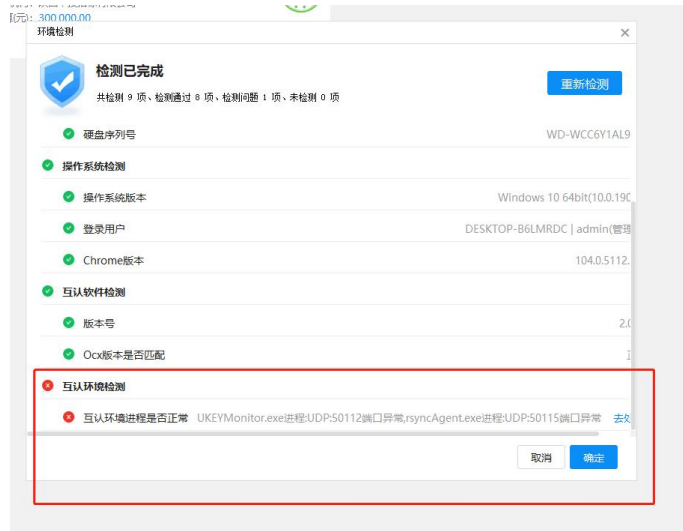 (元): 300 000.00
环境检测
检测已完成
共检测 9 项、检测通过 8 项、检测问题 1 项、未检测 0 项
重新检测
硬盘序列号 WD-WCC6Y1AL9
操作系统检测
操作系统版本 Windows 10 64bit(10.0.190
登录用户 DESKTOP-B6LMRDC | admin(管理
Chrome版本 104.0.5112.
互认软件检测
版本号 2.0
Ocx版本是否匹配
互认环境检测
互认环境进程是否正常 UKEYMonitor.exe进程:UDP:50112端口异常,rsyncAgent.exe进程:UDP:50115端口异常 去处
取消 确定